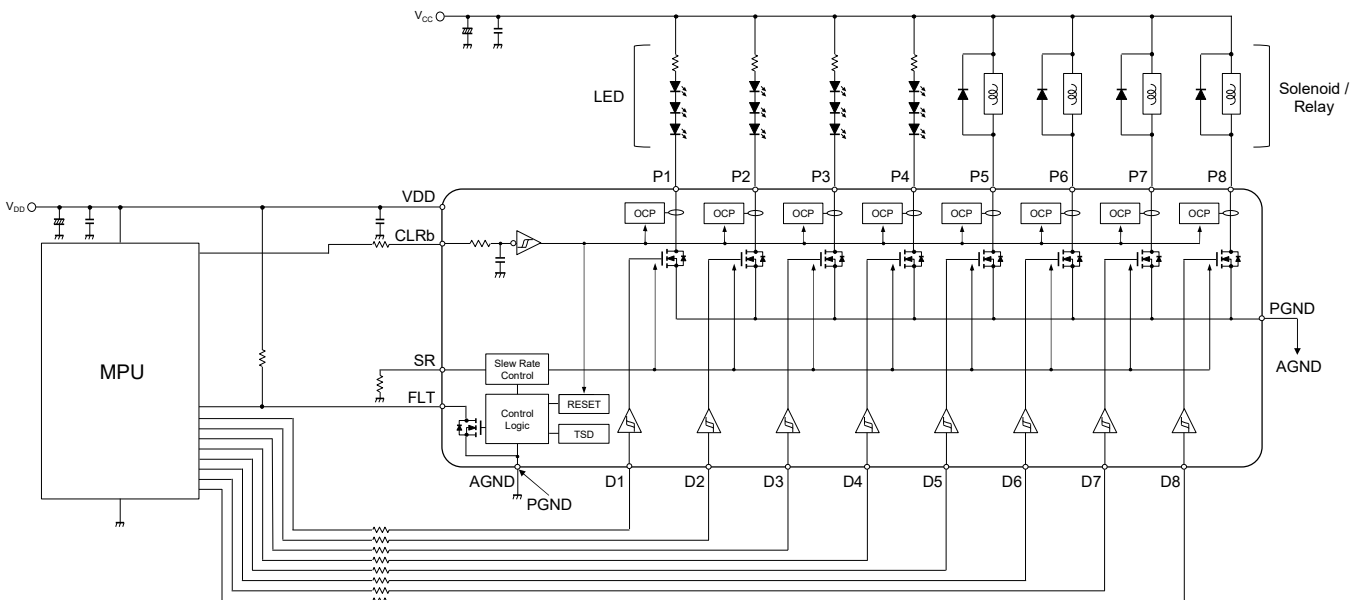 VCC
LED
Solenoid /
Relay
P1 P2 P3 P4 P5 P6 P7 P8
VDD
VDD
OCP OCP OCP OCP OCP OCP OCP OCP
CLRb
PGND
MPU
SR
Slew Rate
Control
AGND
FLT
Control
Logic
RESET
TSD
AGND
PGND
D1 D2 D3 D4 D5 D6 D7 D8